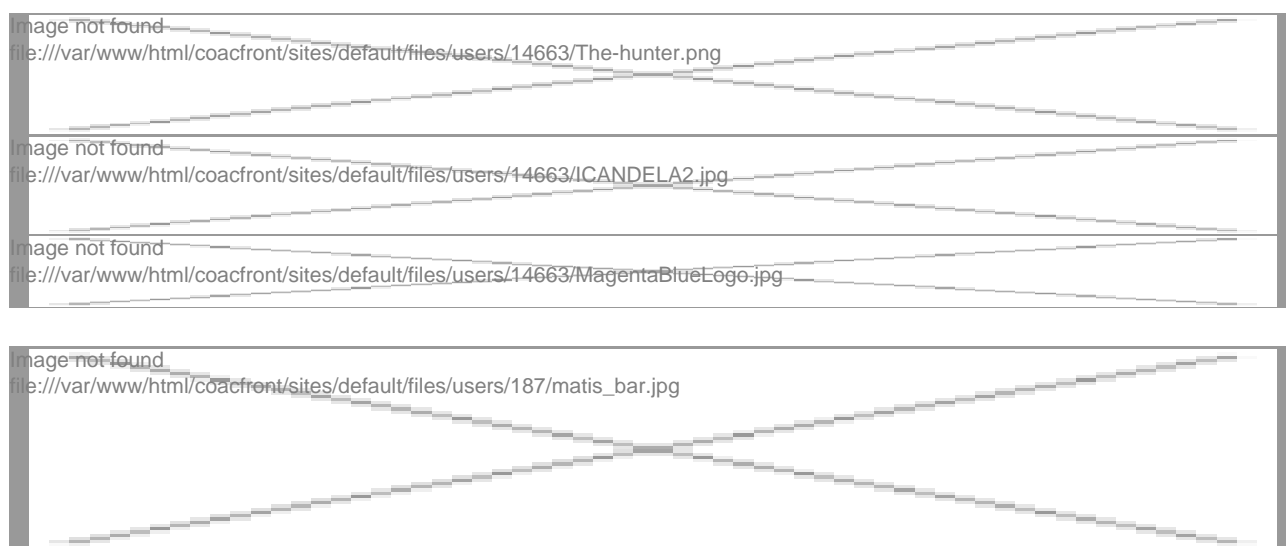 Image not found
file:///var/www/html/coacfront/sites/default/files/users/14663/The-hunter.png
Image not found
file:///var/www/html/coacfront/sites/default/files/users/14663/ICANDELA2.jpg
Image not found
file:///var/www/html/coacfront/sites/default/files/users/14663/MagentaBlueLogo.jpg
Image not found
file:///var/www/html/coacfront/sites/default/files/users/187/matis_bar.jpg